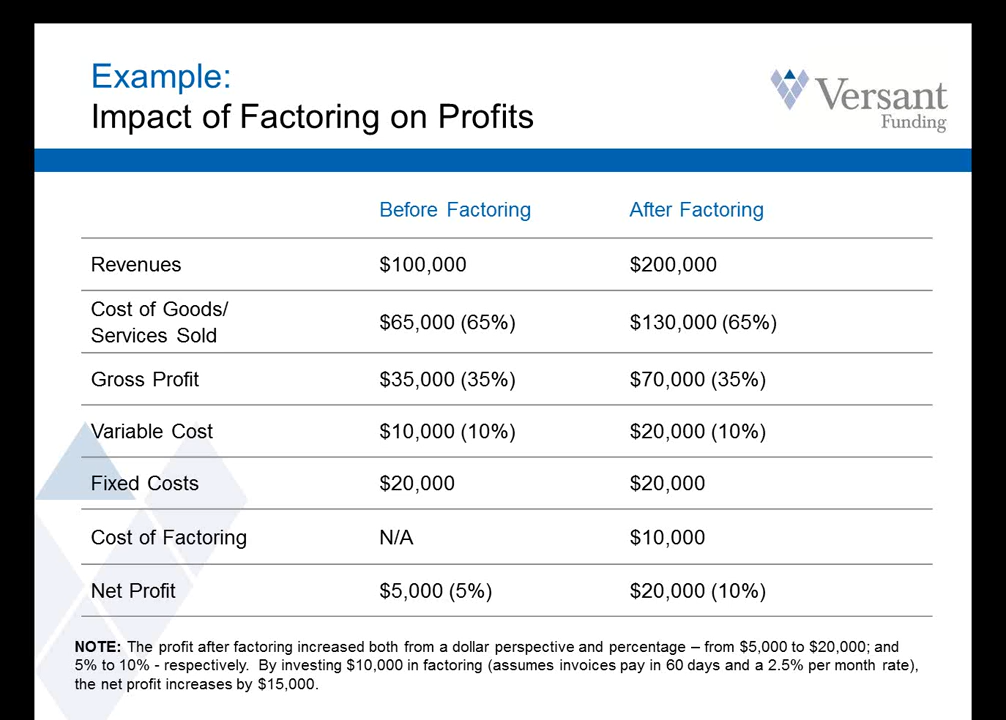 Example:
Impact of Factoring on Profits
Versant
Funding
Before Factoring After Factoring
Revenues $100,000 $200,000
Cost of Goods/
Services Sold $65,000 (65%) $130,000 (65%)
Gross Profit $35,000 (35%) $70,000 (35%)
Variable Cost $10,000 (10%) $20,000 (10%)
Fixed Costs $20,000 $20,000
Cost of Factoring N/A $10,000
Net Profit $5,000 (5%) $20,000 (10%)
NOTE: The profit after factoring increased both from a dollar perspective and percentage – from $5,000 to $20,000; and
5% to 10% - respectively. By investing $10,000 in factoring (assumes invoices pay in 60 days and a 2.5% per month rate),
the net profit increases by $15,000.